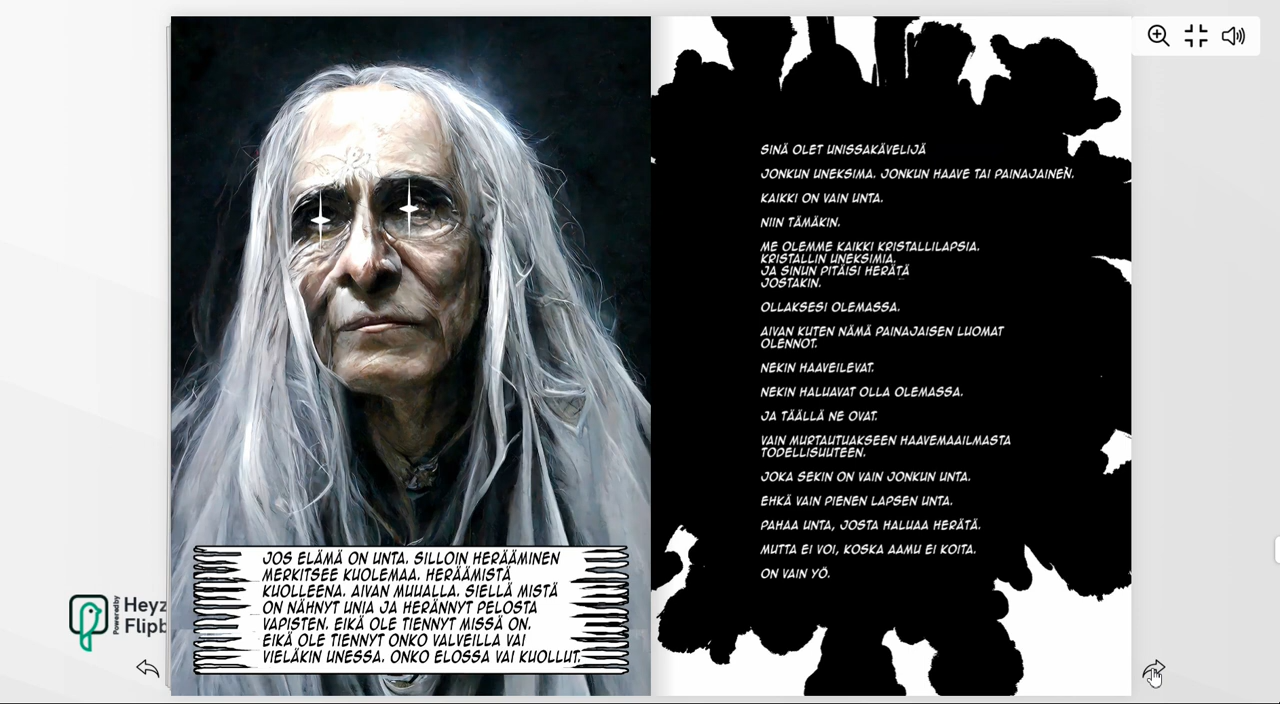 JOS ELÄMÄ ON UNTA. SILLOIN HERÄÄMINEN
MERKITSEE KUOLEMAA. HERÄÄMISTÄ
KUOLLEENA. AIVAN MUUALLA. SIELLÄ MISTÄ
ON NÄHNYT UNIA JA HERÄNNYT PELOSTA
VAPISTEN. EIKÄ OLE TIENNYT MISSÄ ON.
EIKÄ OLE TIENNYT ONKO VALVEILLA VAI
VIELÄKIN UNESSA. ONKO ELOSSA VAI KUOLLUT.
SINÄ OLET UNISSAKÄVELIJÄ
JONKUN UNEKSIMA. JONKUN HAAVE TAI PAINAJAINEN.
KAIKKI ON VAIN UNTA.
NIIN TÄMÄKIN.
ME OLEMME KAIKKI KRISTALLILAPSIA.
KRISTALLIN UNEKSIMIA.
JA SINUN PITÄISI HERÄTÄ
JOSTAKIN.
OLLAKSESI OLEMASSA.
AIVAN KUTEN NÄMÄ PAINAJAISEN LUOMAT
OLENNOT.
NEKIN HAAVEILEVAT.
NEKIN HALUAVAT OLLA OLEMASSA.
JA TÄÄLLÄ NE OVAT.
VAIN MURTAUTUAKSEEN HAAVEMAAILMASTA
TODELLISUUTEEN.
JOKA SEKIN ON VAIN JONKUN UNTA.
EHKÄ VAIN PIENEN LAPSEN UNTA.
PAHAA UNTA, JOSTA HALUAA HERÄTÄ.
MUTTA EI VOI, KOSKA AAMU EI KOITA.
ON VAIN YÖ.
Powered by
Heyz
Flipb